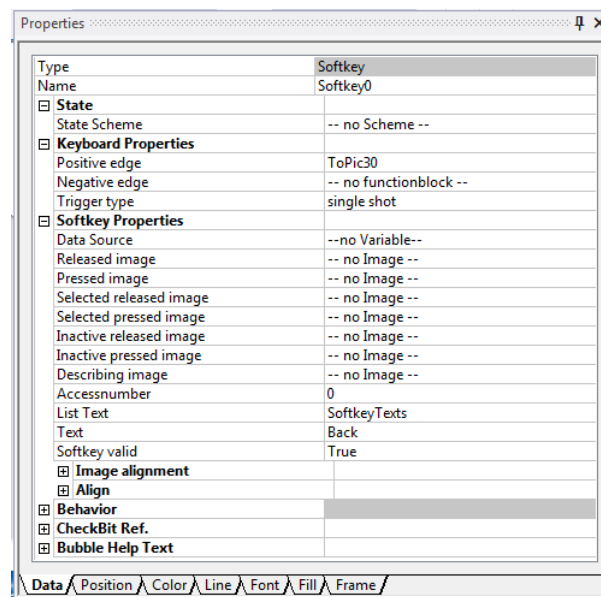 Properties
Type Softkey
Name Softkey0
State
State Scheme -- no Scheme --
Keyboard Properties
Positive edge ToPic30
Negative edge -- no functionblock --
Trigger type single shot
Softkey Properties
Data Source --no Variable--
Released image -- no Image --
Pressed image -- no Image --
Selected released image -- no Image --
Selected pressed image -- no Image --
Inactive released image -- no Image --
Inactive pressed image -- no Image --
Describing image -- no Image --
Accessnumber 0
List Text SoftkeyTexts
Text Back
Softkey valid True
Image alignment
Align
Behavior
CheckBit Ref.
Bubble Help Text
Data Position Color Line Font Fill Frame